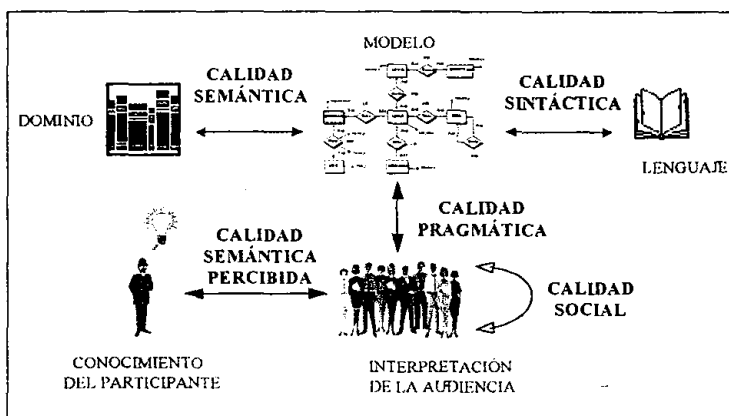 MODELO
CALIDAD
SEMÁNTICA
CALIDAD
SINTÁCTICA
DOMINIO
LENGUAJE
CALIDAD
PRAGMÁTICA
CALIDAD
SEMÁNTICA
PERCIBIDA
CALIDAD
SOCIAL
CONOCIMIENTO
DEL PARTICIPANTE
INTERPRETACIÓN
DE LA AUDIENCIA